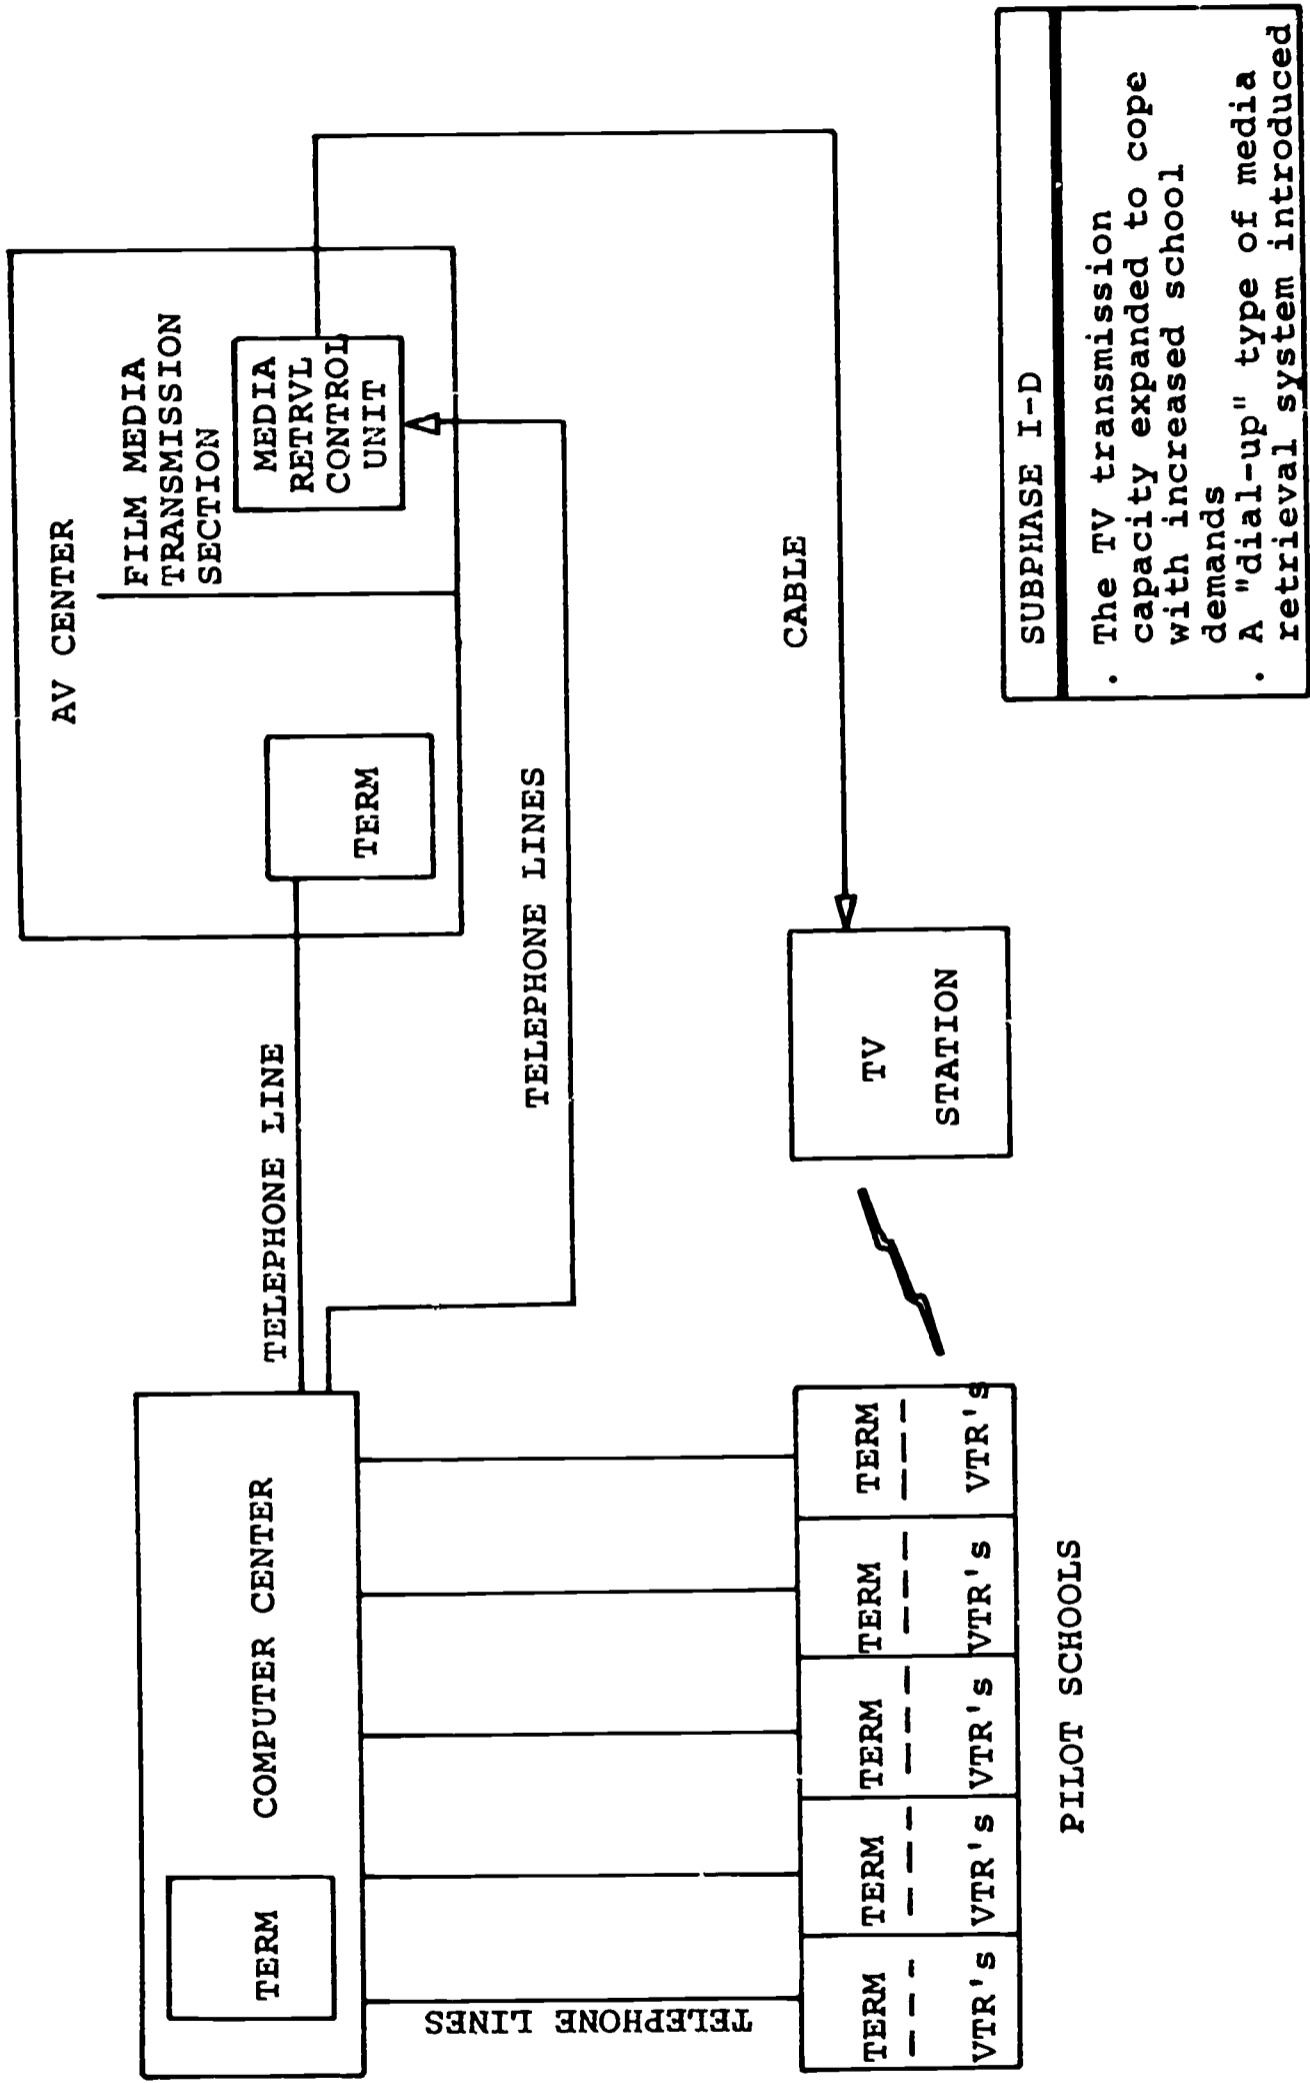 AV CENTER
FILM MEDIA
TRANSMISSION
SECTION
MEDIA
RETRVL
CONTROL
UNIT
TERM
TELEPHONE LINE
TELEPHONE LINES
COMPUTER CENTER
TERM
TELEPHONE LINES
CABLE
TV
STATION
TERM
VTR's
TERM
VTR's
TERM
VTR's
TERM
VTR's
TERM
VTR's
PILOT SCHOOLS
SUBPHASE I-D
. The TV transmission
capacity expanded to cope
with increased school
demands
. A "dial-up" type of media
retrieval system introduced